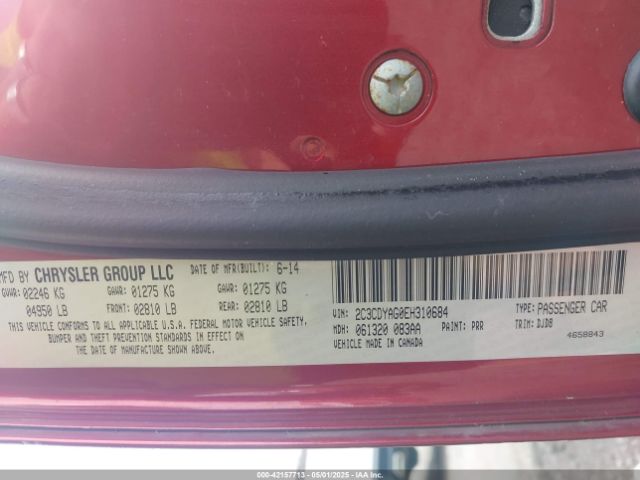 MFD BY CHRYSLER GROUP LLC
DATE OF MFR(BUILT): 6-14
GVWR: 02246 KG GAWR: 01275 KG GAWR: 01275 KG
04950 LB FRONT: 02810 LB REAR: 02810 LB
THIS VEHICLE CONFORMS TO ALL APPLICABLE U.S.A. FEDERAL MOTOR VEHICLE SAFETY,
BUMPER AND THEFT PREVENTION STANDARDS IN EFFECT ON
THE DATE OF MANUFACTURE SHOWN ABOVE.
VIN: 2C3CDYAG0EH310684 TYPE: PASSENGER CAR
MDH: 061320 083AA PAINT: PRR TRIM: DJD8
VEHICLE MADE IN CANADA 4658843
000-42157713 - 05/01/2025 - IAAI.COM